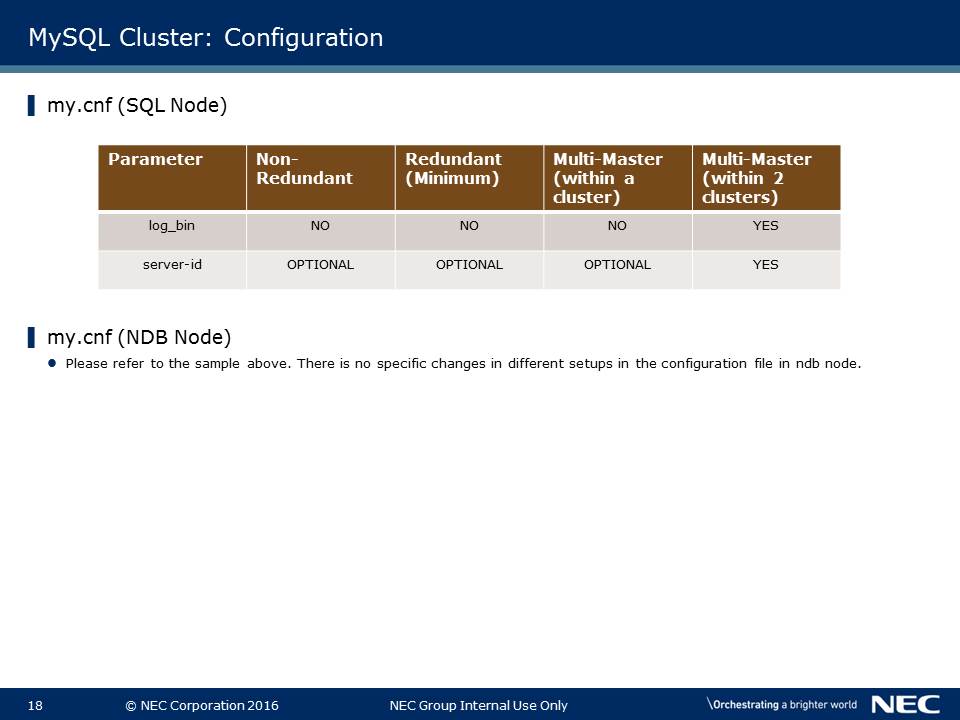 MySQL Cluster: Configuration
my.cnf (SQL Node)
Parameter Non-Redundant Redundant (Minimum) Multi-Master (within a cluster) Multi-Master (within 2 clusters)
log_bin NO NO NO YES
server-id OPTIONAL OPTIONAL OPTIONAL YES
my.cnf (NDB Node)
Please refer to the sample above. There is no specific changes in different setups in the configuration file in ndb node.
18 © NEC Corporation 2016 NEC Group Internal Use Only \Orchestrating a brighter world NEC